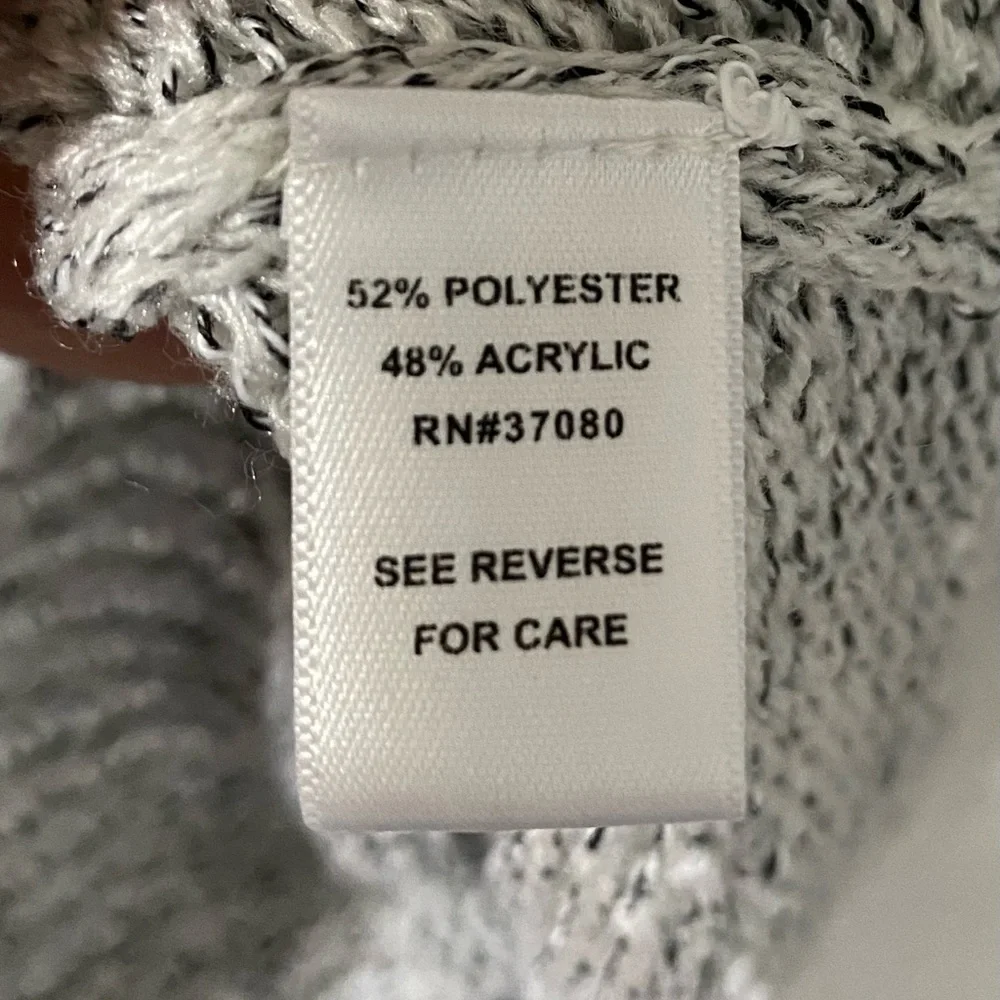 52% POLYESTER
48% ACRYLIC
RN#37080
SEE REVERSE
FOR CARE